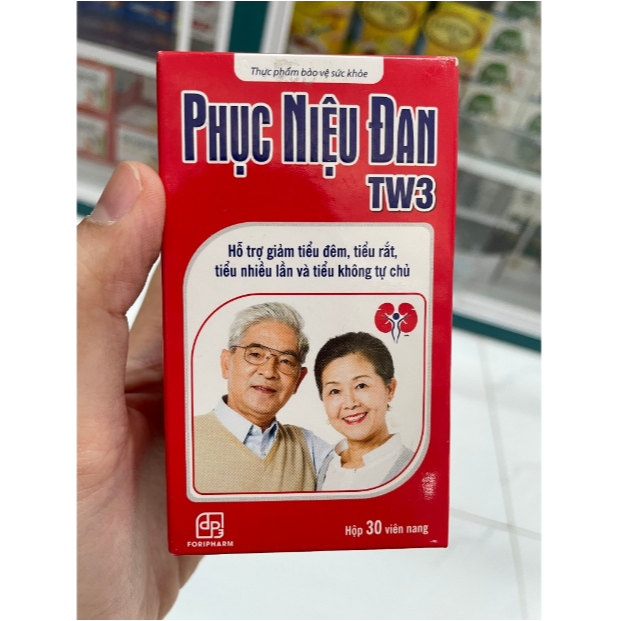 Thực phẩm bảo vệ sức khỏe
PHỤC NIỆU ĐAN
TW3
Hỗ trợ giảm tiểu đêm, tiểu rắt,
tiểu nhiều lần và tiểu không tự chủ
dp3
FORIPHARM
Hộp 30 viên nang